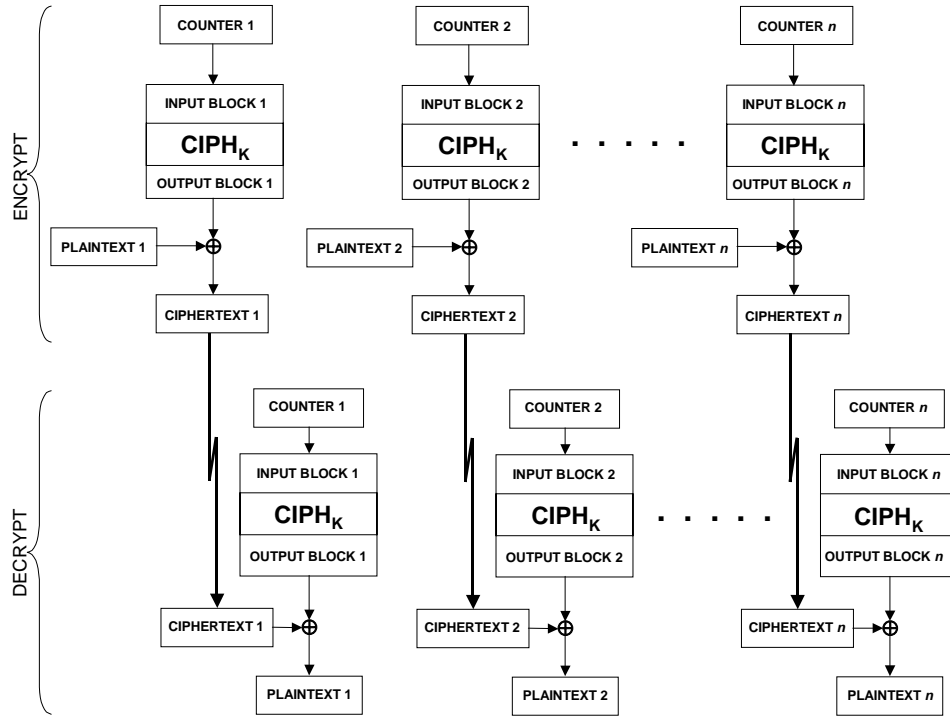 ENCRYPT
COUNTER 1 COUNTER 2 COUNTER n
INPUT BLOCK 1 INPUT BLOCK 2 INPUT BLOCK n
CIPHK CIPHK . . . . . CIPHK
OUTPUT BLOCK 1 OUTPUT BLOCK 2 OUTPUT BLOCK n
PLAINTEXT 1 PLAINTEXT 2 PLAINTEXT n
CIPHERTEXT 1 CIPHERTEXT 2 CIPHERTEXT n
DECRYPT
COUNTER 1 COUNTER 2 COUNTER n
INPUT BLOCK 1 INPUT BLOCK 2 INPUT BLOCK n
CIPHK CIPHK . . . . . CIPHK
OUTPUT BLOCK 1 OUTPUT BLOCK 2 OUTPUT BLOCK n
CIPHERTEXT 1 CIPHERTEXT 2 CIPHERTEXT n
PLAINTEXT 1 PLAINTEXT 2 PLAINTEXT n